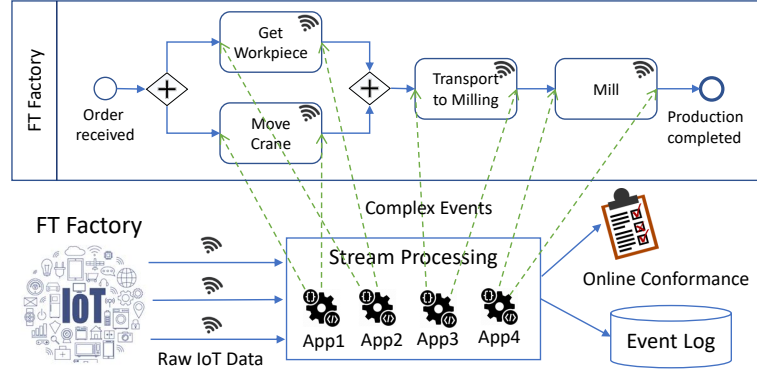 FT Factory
Get
Workpiece
Order
received
Move
Crane
Transport
to Milling
Mill
Production
completed
Complex Events
FT Factory
IoT
Raw IoT Data
Stream Processing
App1
App2
App3
App4
Online Conformance
Event Log